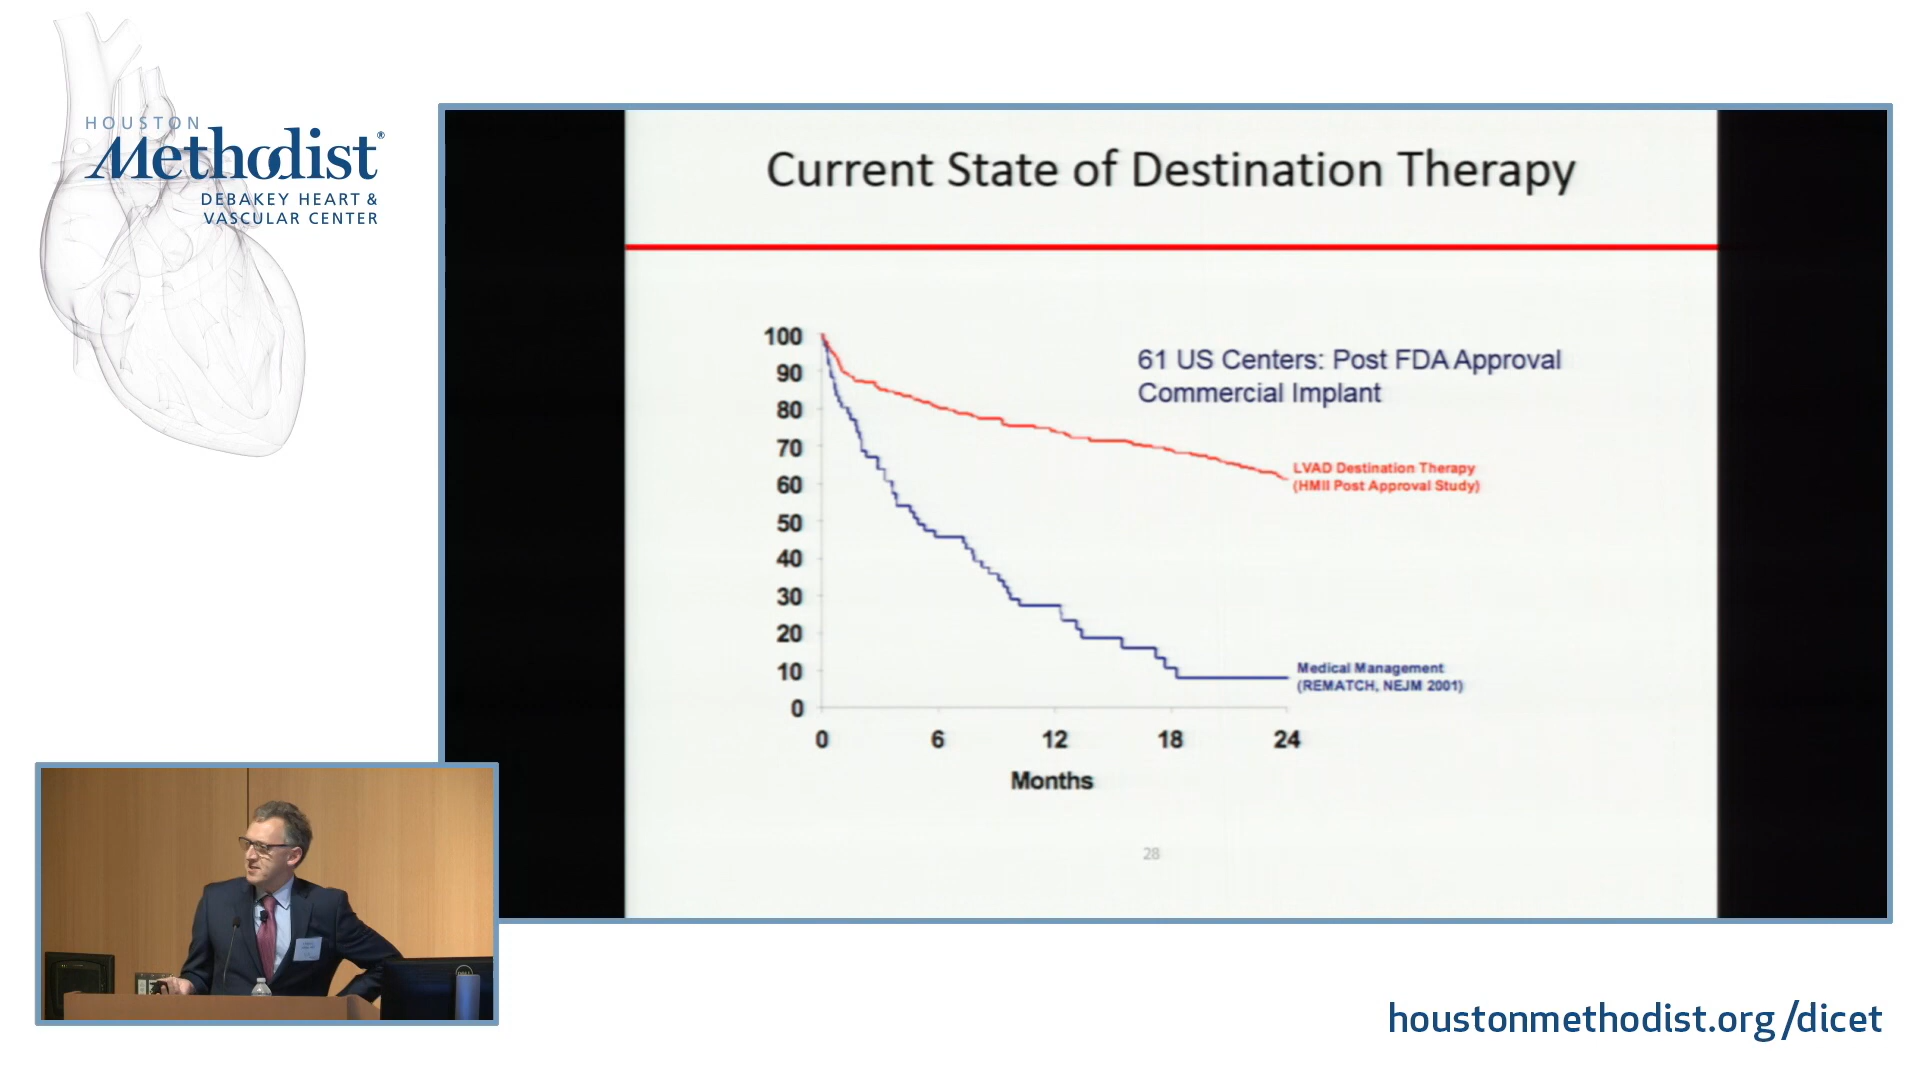 HOUSTON
Methodist®
DEBAKEY HEART &
VASCULAR CENTER
Current State of Destination Therapy
61 US Centers: Post FDA Approval
Commercial Implant
100
90
80
70
60
50
40
30
20
10
0
LVAD Destination Therapy
(HMII Post Approval Study)
Medical Management
(REMATCH, NEJM 2001)
0 6 12 18 24
Months
28
houstonmethodist.org/dicet